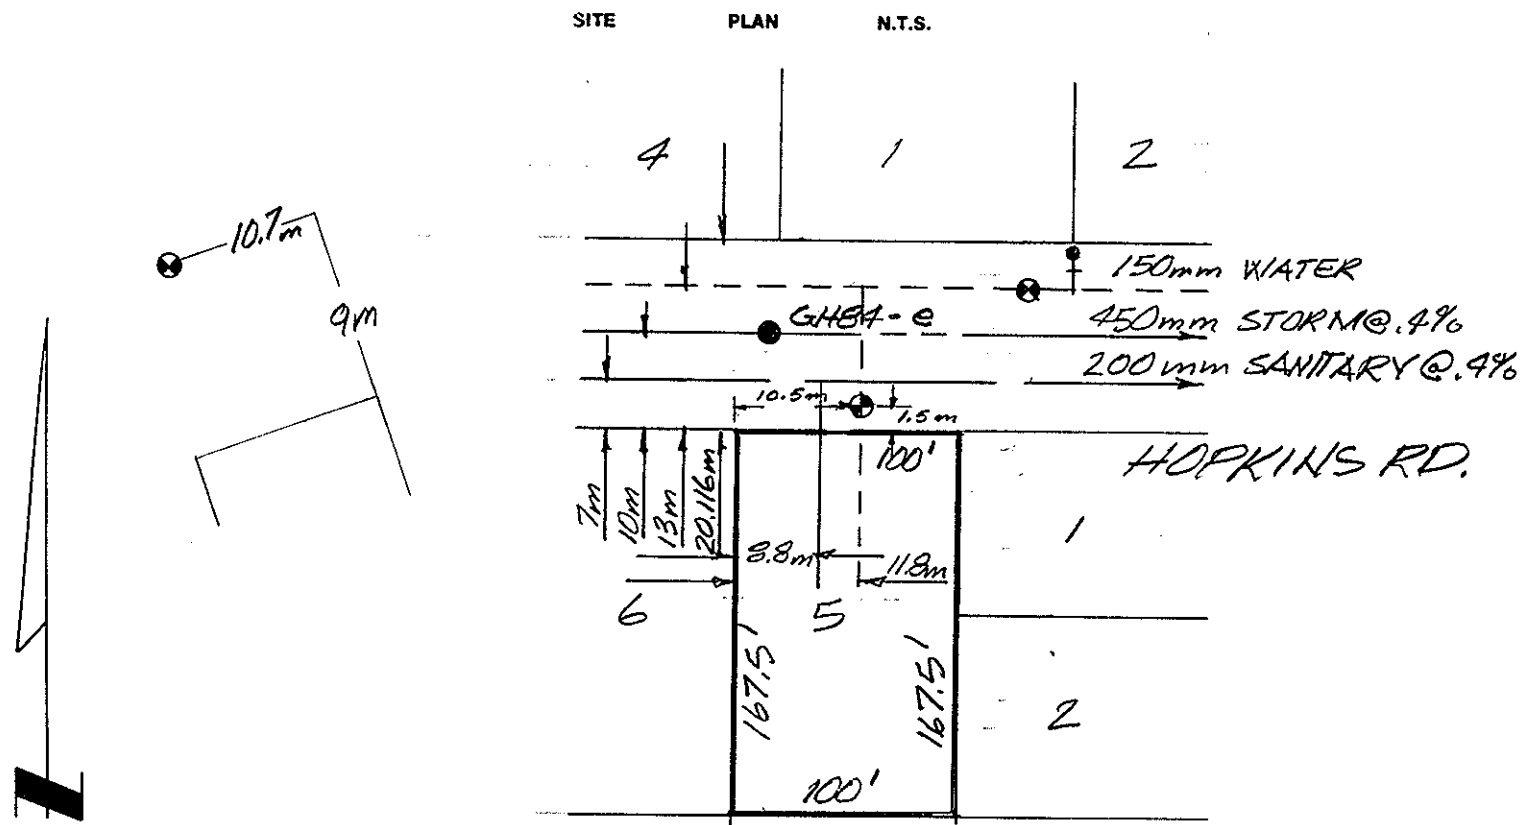 SITE PLAN N.T.S.
4 1 2
10.7m
9m
150mm WATER
GH84-e
450mm STORM@.4%
200mm SANITARY@.4%
10.5m
1.5m
100'
HOPKINS RD.
7m
10m
13m
20.116m
8.8m
11.8m
1
6
5
167.5'
167.5'
2
100'